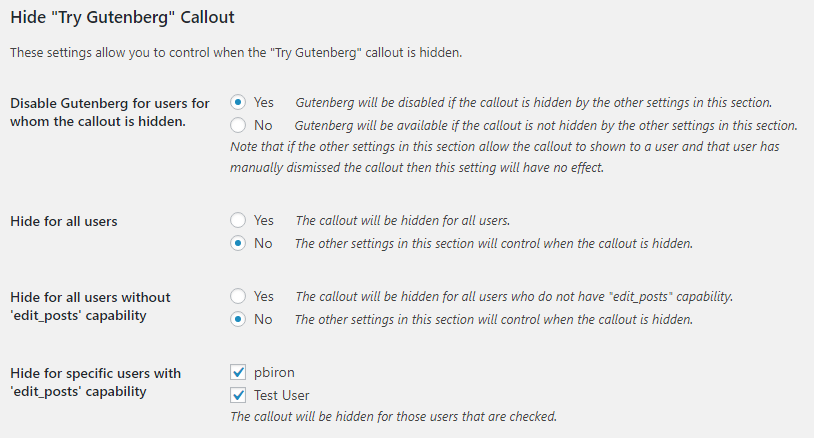 Hide "Try Gutenberg" Callout
These settings allow you to control when the "Try Gutenberg" callout is hidden.
Disable Gutenberg for users for whom the callout is hidden.
Yes Gutenberg will be disabled if the callout is hidden by the other settings in this section.
No Gutenberg will be available if the callout is not hidden by the other settings in this section.
Note that if the other settings in this section allow the callout to shown to a user and that user has
manually dismissed the callout then this setting will have no effect.
Hide for all users
Yes The callout will be hidden for all users.
No The other settings in this section will control when the callout is hidden.
Hide for all users without 'edit_posts' capability
Yes The callout will be hidden for all users who do not have "edit_posts" capability.
No The other settings in this section will control when the callout is hidden.
Hide for specific users with 'edit_posts' capability
pbiron
Test User
The callout will be hidden for those users that are checked.